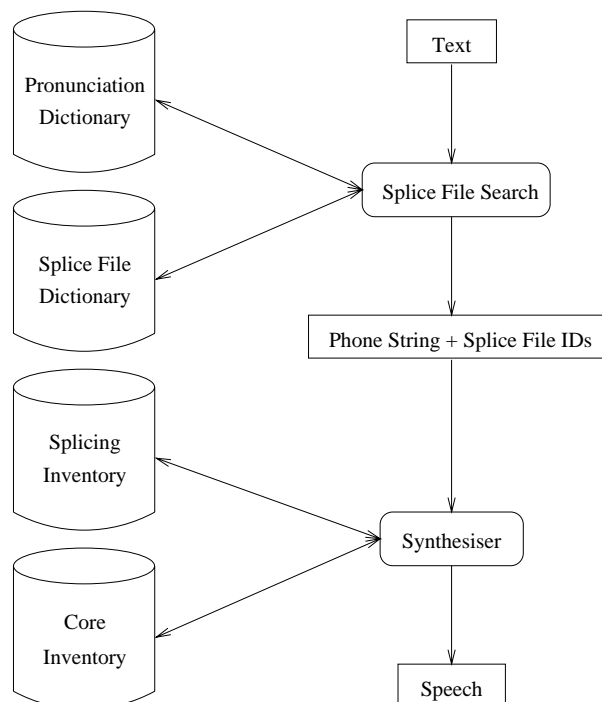 Text
Pronunciation
Dictionary
Splice File Search
Splice File
Dictionary
Phone String + Splice File IDs
Splicing
Inventory
Synthesiser
Core
Inventory
Speech